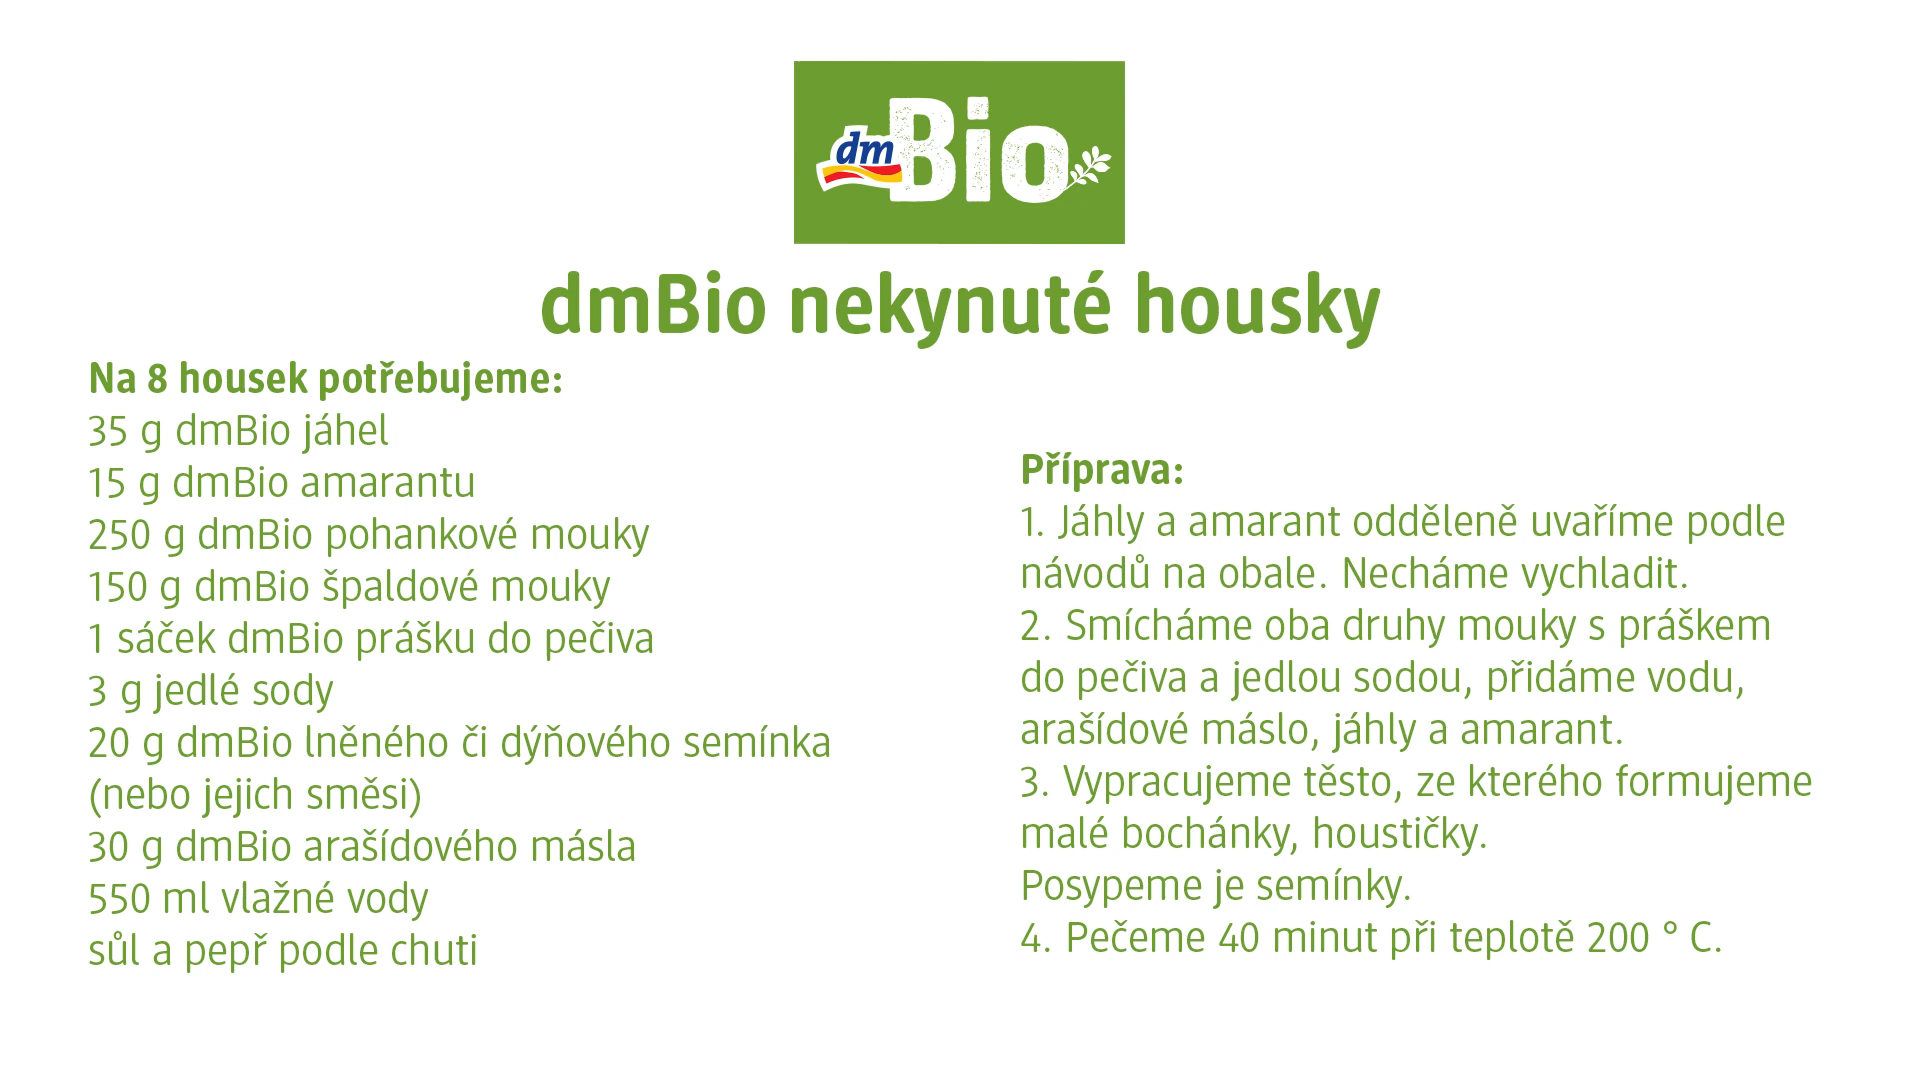 dmBio
dmBio nekynuté housky
Na 8 housek potřebujeme:
35 g dmBio jáhel
15 g dmBio amarantu
250 g dmBio pohankové mouky
150 g dmBio špaldové mouky
1 sáček dmBio prášku do pečiva
3 g jedlé sody
20 g dmBio lněného či dýňového semínka
(nebo jejich směsi)
30 g dmBio arašídového másla
550 ml vlažné vody
sůl a pepř podle chuti
Příprava:
1. Jáhly a amarant odděleně uvaříme podle
návodů na obale. Necháme vychladit.
2. Smícháme oba druhy mouky s práškem
do pečiva a jedlou sodou, přidáme vodu,
arašídové máslo, jáhly a amarant.
3. Vypracujeme těsto, ze kterého formujeme
malé bochánky, houstičky.
Posypeme je semínky.
4. Pečeme 40 minut při teplotě 200 ° C.